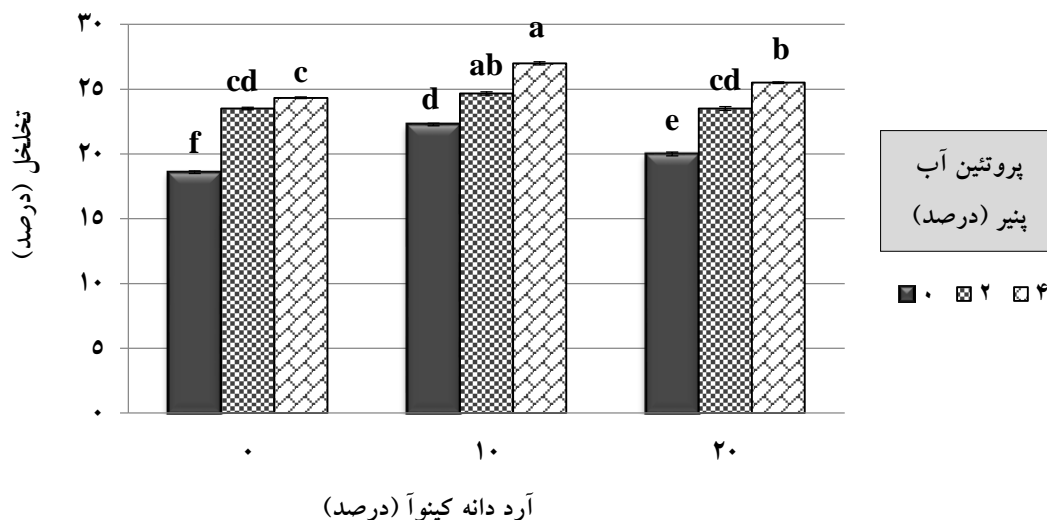 تخلخل (درصد)
۳۰
۲۵
۲۰
۱۵
۱۰
۵
۰
f
cd
c
d
ab
a
e
cd
b
۰
۱۰
۲۰
آرد دانه کینوآ (درصد)
پروتئین آب
پنیر (درصد)
۰ ۲ ۴